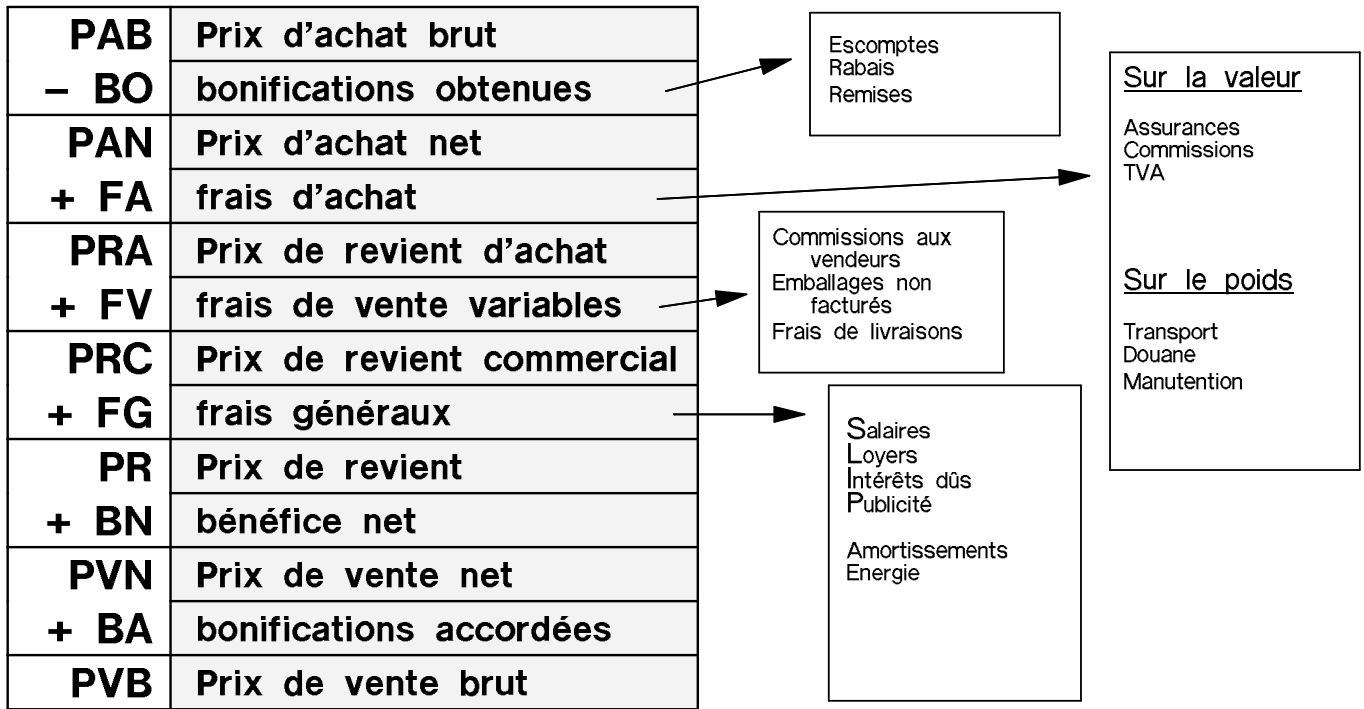 PAB Prix d'achat brut
– BO bonifications obtenues
PAN Prix d'achat net
+ FA frais d'achat
PRA Prix de revient d'achat
+ FV frais de vente variables
PRC Prix de revient commercial
+ FG frais généraux
PR Prix de revient
+ BN bénéfice net
PVN Prix de vente net
+ BA bonifications accordées
PVB Prix de vente brut
Escomptes
Rabais
Remises
Sur la valeur
Assurances
Commissions
TVA
Sur le poids
Transport
Douane
Manutention
Commissions aux
vendeurs
Emballages non
facturés
Frais de livraisons
Salaires
Loyers
Intérêts dûs
Publicité
Amortissements
Energie